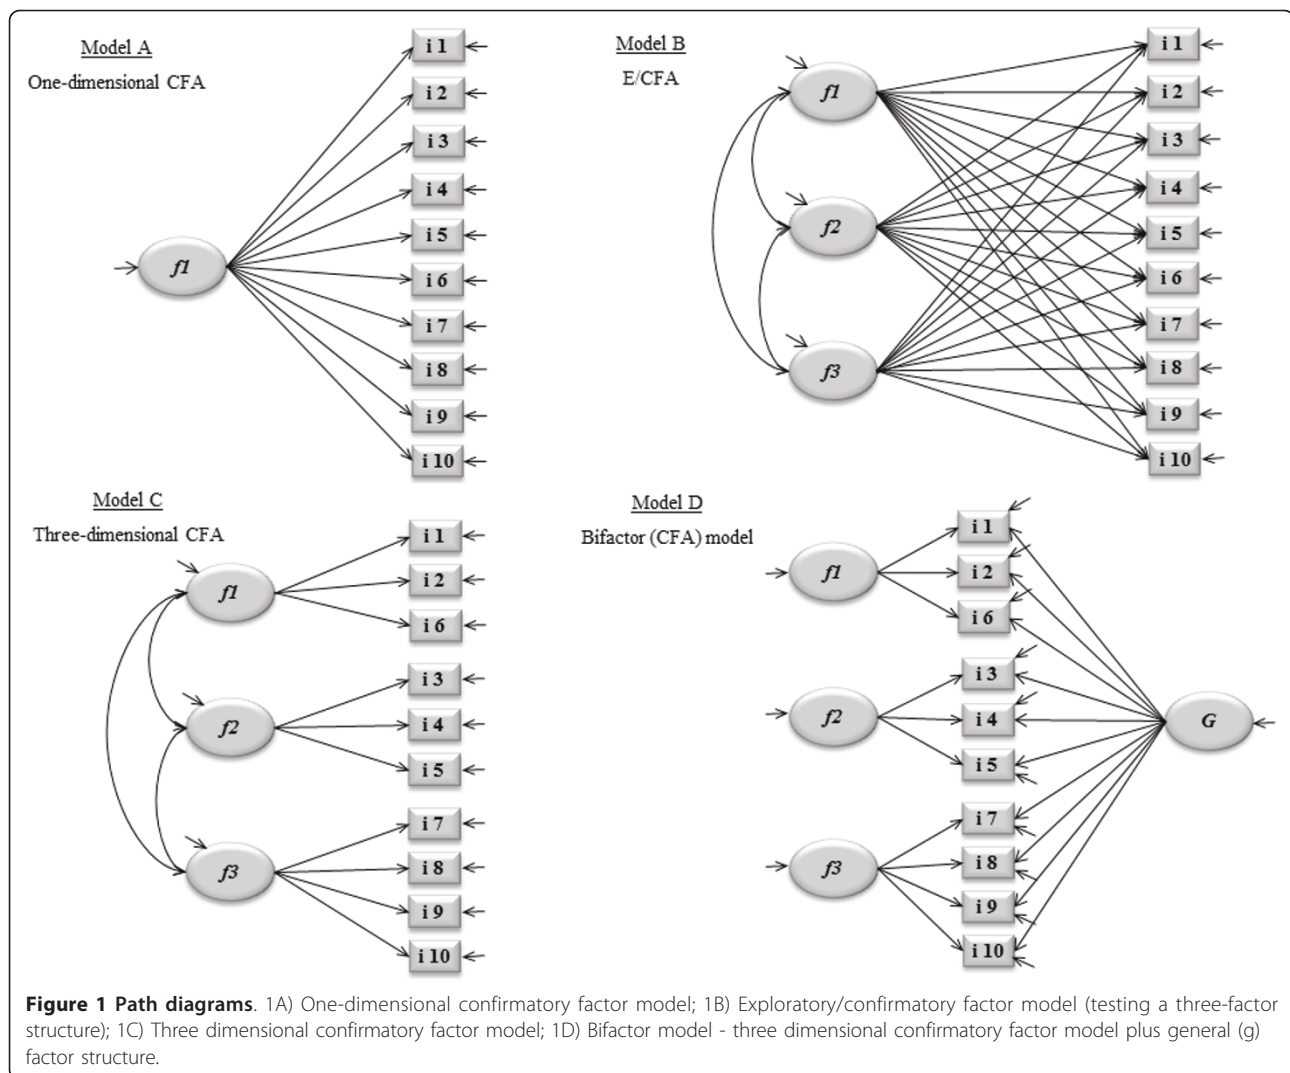 Model A
One-dimensional CFA
f1
i 1
i 2
i 3
i 4
i 5
i 6
i 7
i 8
i 9
i 10
Model B
E/CFA
f1
f2
f3
i 1
i 2
i 3
i 4
i 5
i 6
i 7
i 8
i 9
i 10
Model C
Three-dimensional CFA
f1
f2
f3
i 1
i 2
i 6
i 3
i 4
i 5
i 7
i 8
i 9
i 10
Model D
Bifactor (CFA) model
f1
f2
f3
i 1
i 2
i 6
i 3
i 4
i 5
i 7
i 8
i 9
i 10
G
Figure 1 Path diagrams. 1A) One-dimensional confirmatory factor model; 1B) Exploratory/confirmatory factor model (testing a three-factor
structure); 1C) Three dimensional confirmatory factor model; 1D) Bifactor model - three dimensional confirmatory factor model plus general (g)
factor structure.